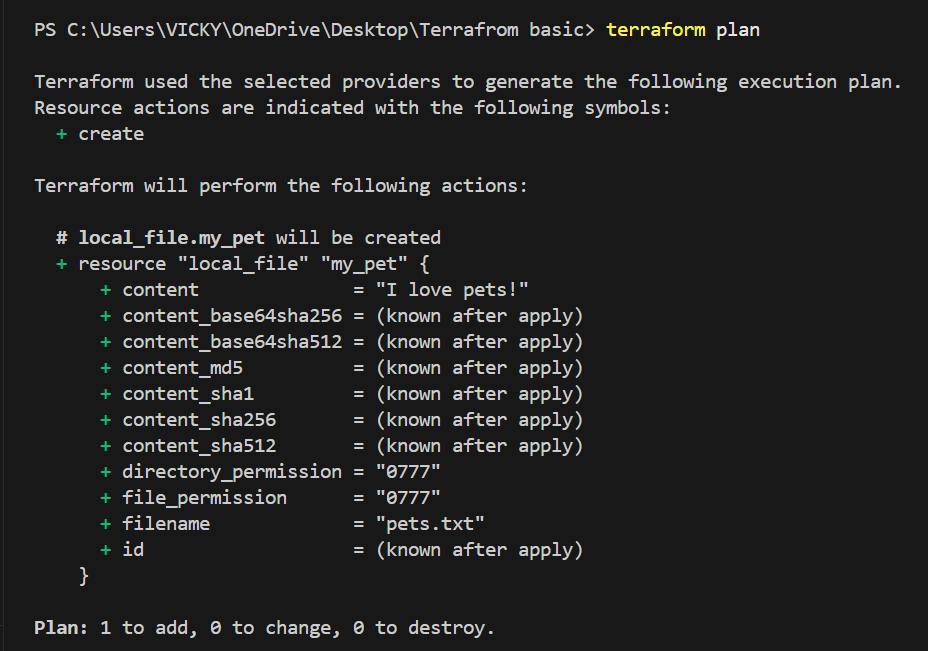 PS C:\Users\VICKY\OneDrive\Desktop\Terrafrom basic> terraform plan
Terraform used the selected providers to generate the following execution plan.
Resource actions are indicated with the following symbols:
+ create
Terraform will perform the following actions:
# local_file.my_pet will be created
+ resource "local_file" "my_pet" {
+ content = "I love pets!"
+ content_base64sha256 = (known after apply)
+ content_base64sha512 = (known after apply)
+ content_md5 = (known after apply)
+ content_sha1 = (known after apply)
+ content_sha256 = (known after apply)
+ content_sha512 = (known after apply)
+ directory_permission = "0777"
+ file_permission = "0777"
+ filename = "pets.txt"
+ id = (known after apply)
}
Plan: 1 to add, 0 to change, 0 to destroy.